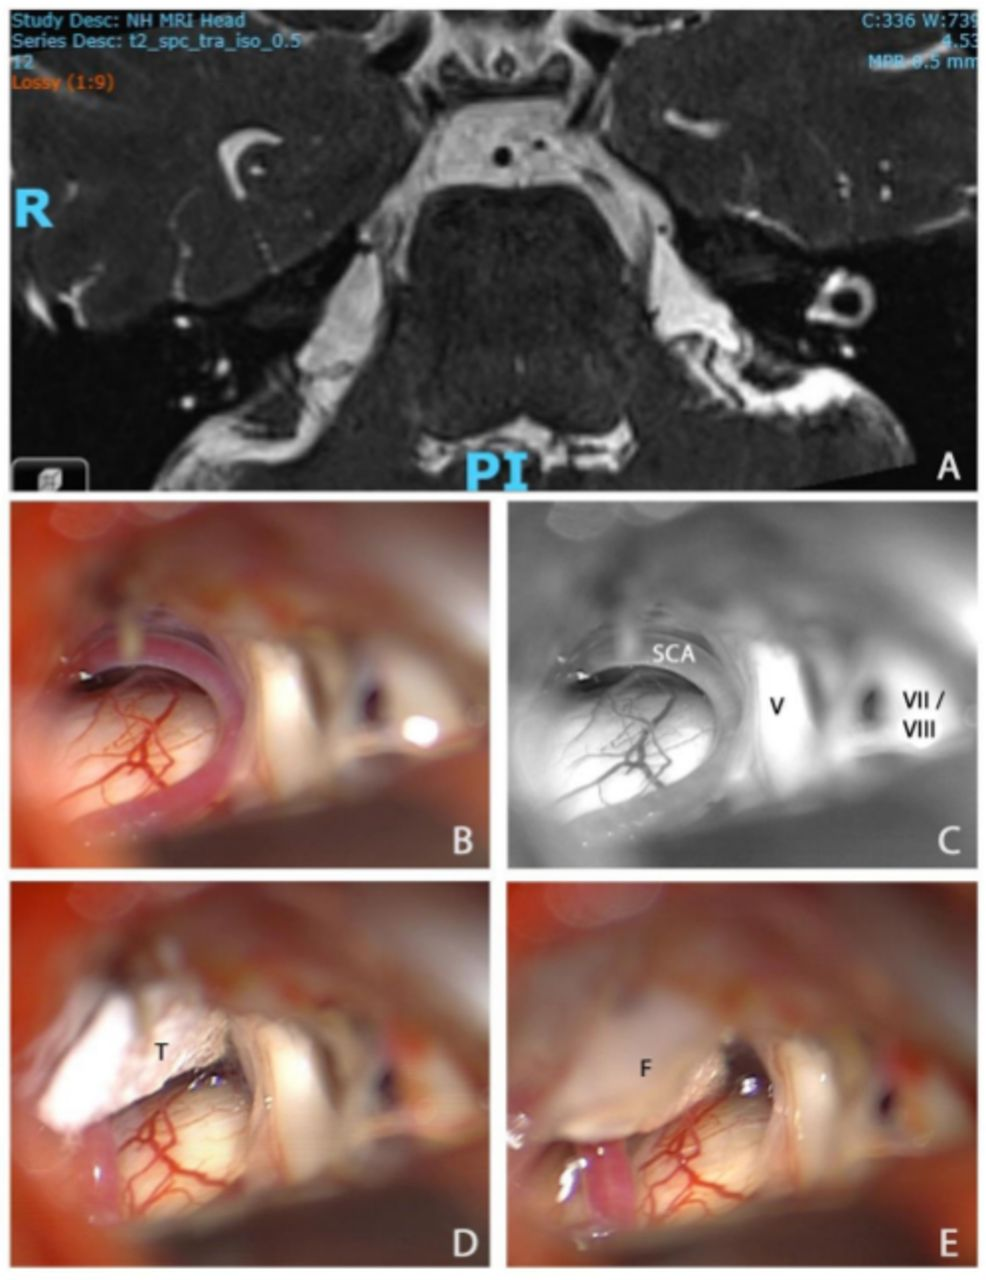 Study Desc: NH MRI Head
Series Desc: t2_spc_tra_iso_0.5
12
Lossy (1:9)
C:336 W:739
4.53
MPR 0.5 mm
R
PI
A
B
SCA
V
VII /
VIII
C
T
D
F
E